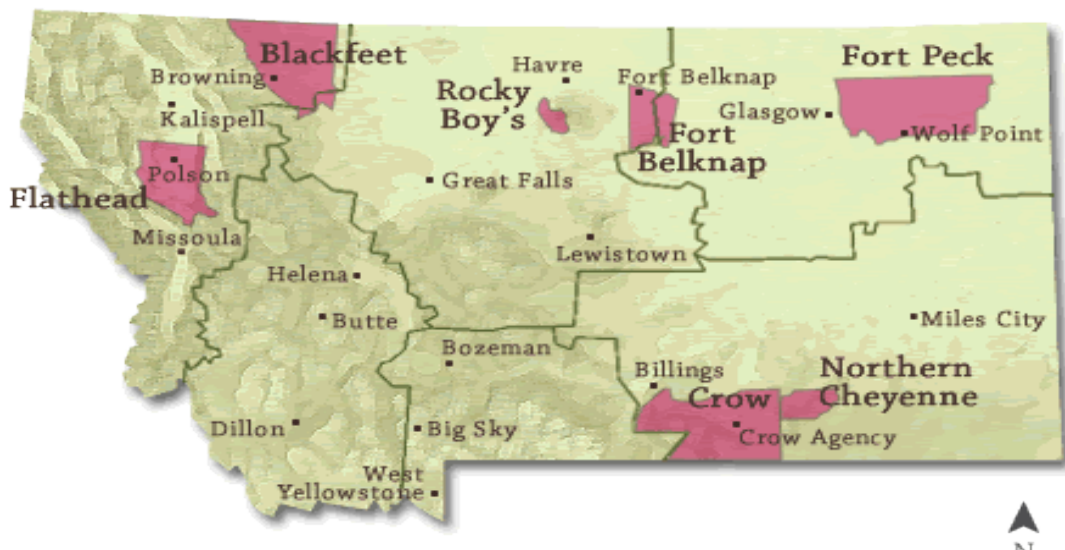 Blackfeet
Browning
Kalispell
Polson
Flathead
Missoula
Havre
Rocky
Boy's
Fort Belknap
Fort
Belknap
Fort Peck
Glasgow
Wolf Point
Great Falls
Lewistown
Helena
Butte
Bozeman
Miles City
Billings
Northern
Cheyenne
Crow
Crow Agency
Dillon
Big Sky
West
Yellowstone
N